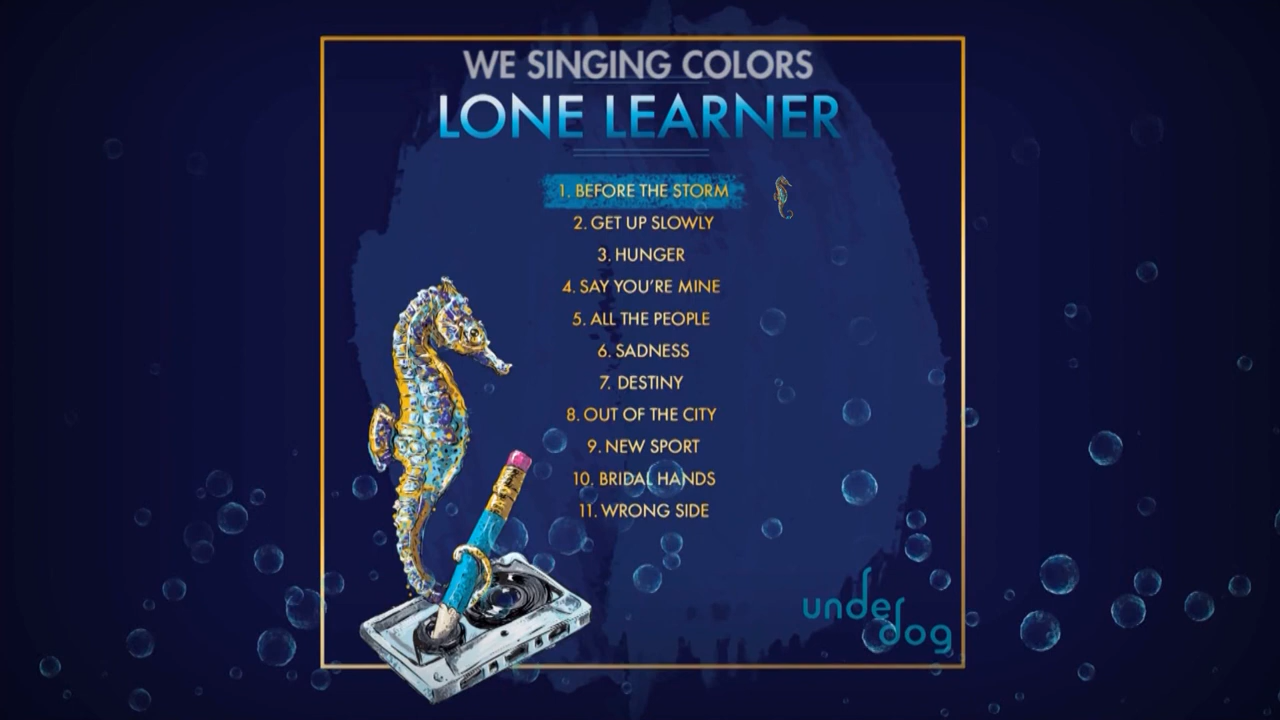 WE SINGING COLORS
LONE LEARNER
1. BEFORE THE STORM
2. GET UP SLOWLY
3. HUNGER
4. SAY YOU'RE MINE
5. ALL THE PEOPLE
6. SADNESS
7. DESTINY
8. OUT OF THE CITY
9. NEW SPORT
10. BRIDAL HANDS
11. WRONG SIDE
under
dog